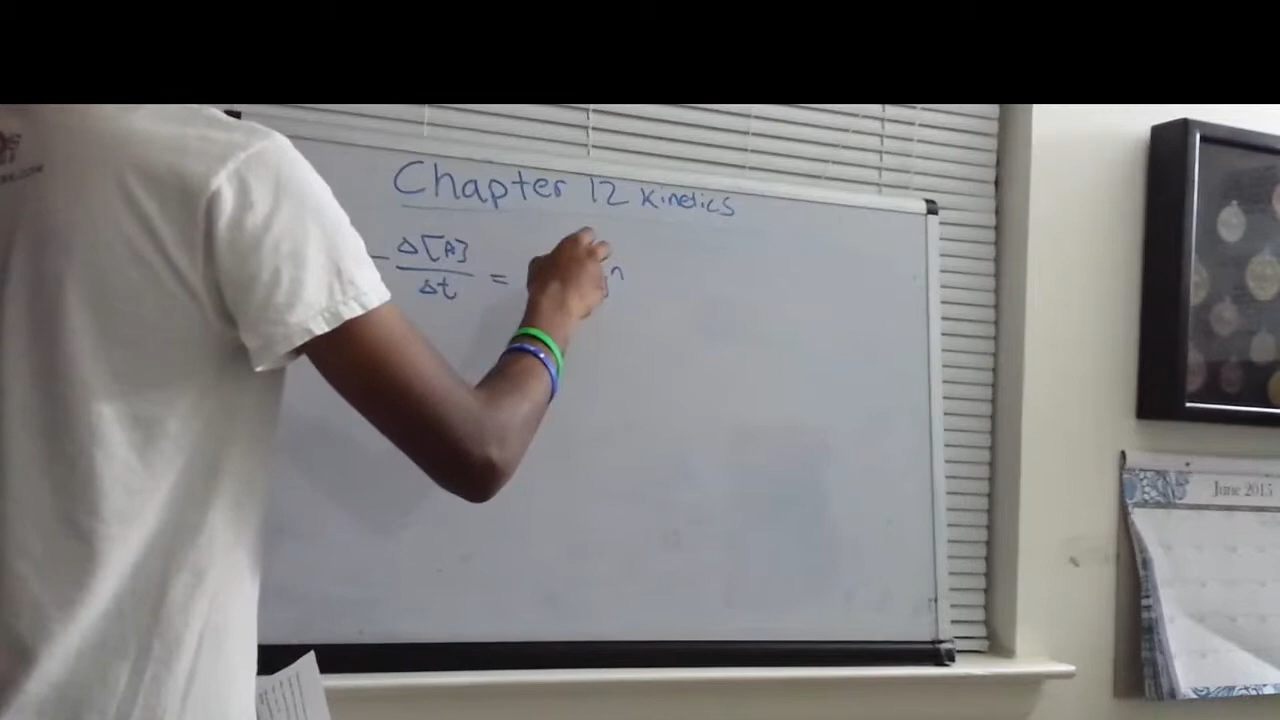 Chapter 12 Kinetics
- Δ[A]
Δt = n
June 2015